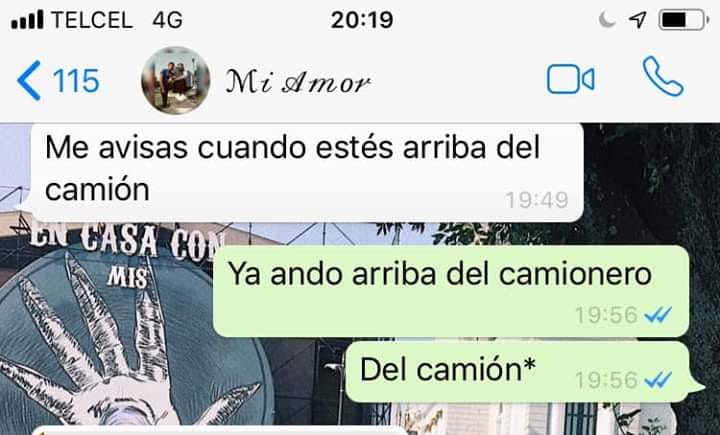 TELCEL 4G 20:19
115 Mi Amor
Me avisas cuando estés arriba del
camión
19:49
EN CASA CON
MIS
Ya ando arriba del camionero
19:56
Del camión*
19:56